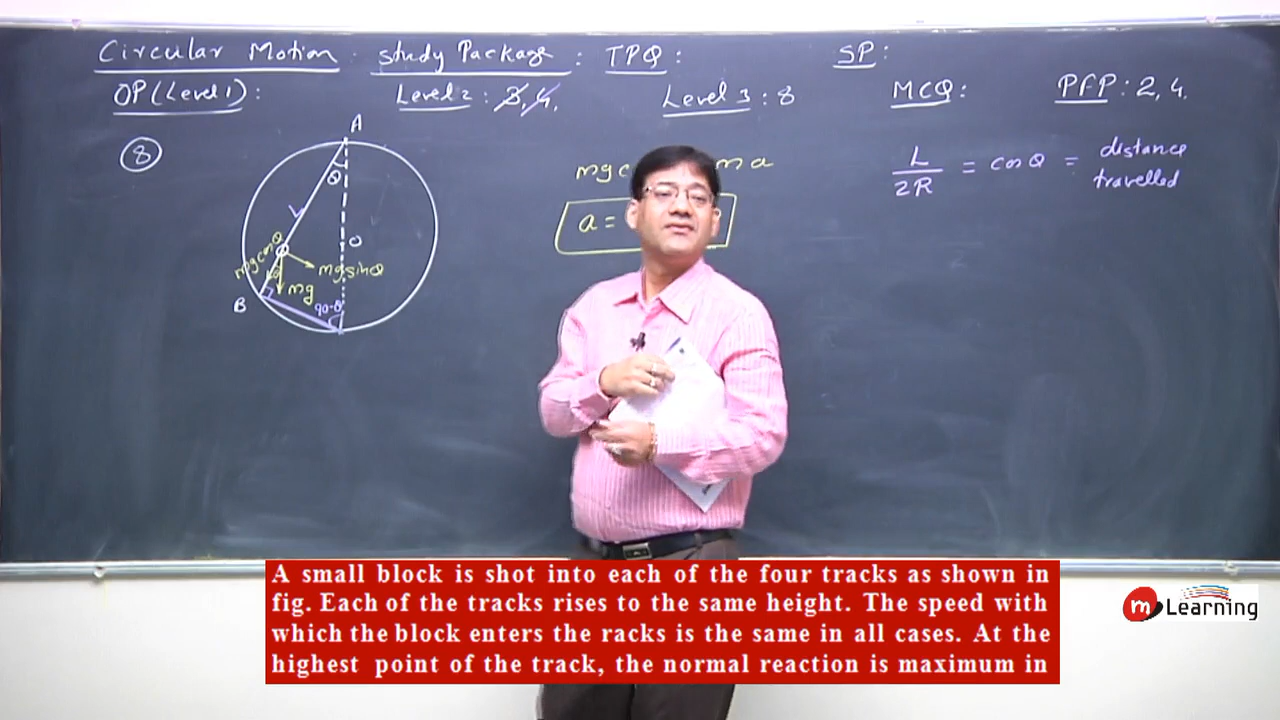 Circular Motion. study Package : TPQ : SP:
OP (Level 1) : Level 2 : 3, 4. Level 3 : 8 MCQ: PFP : 2, 4.
8
A
θ
O
mg cosθ
θ
mg sinθ
mg
B
90-θ
mg ma
a =
L/2R = cosθ = distance
travelled
A small block is shot into each of the four tracks as shown in
fig. Each of the tracks rises to the same height. The speed with
which the block enters the racks is the same in all cases. At the
highest point of the track, the normal reaction is maximum in
m Learning